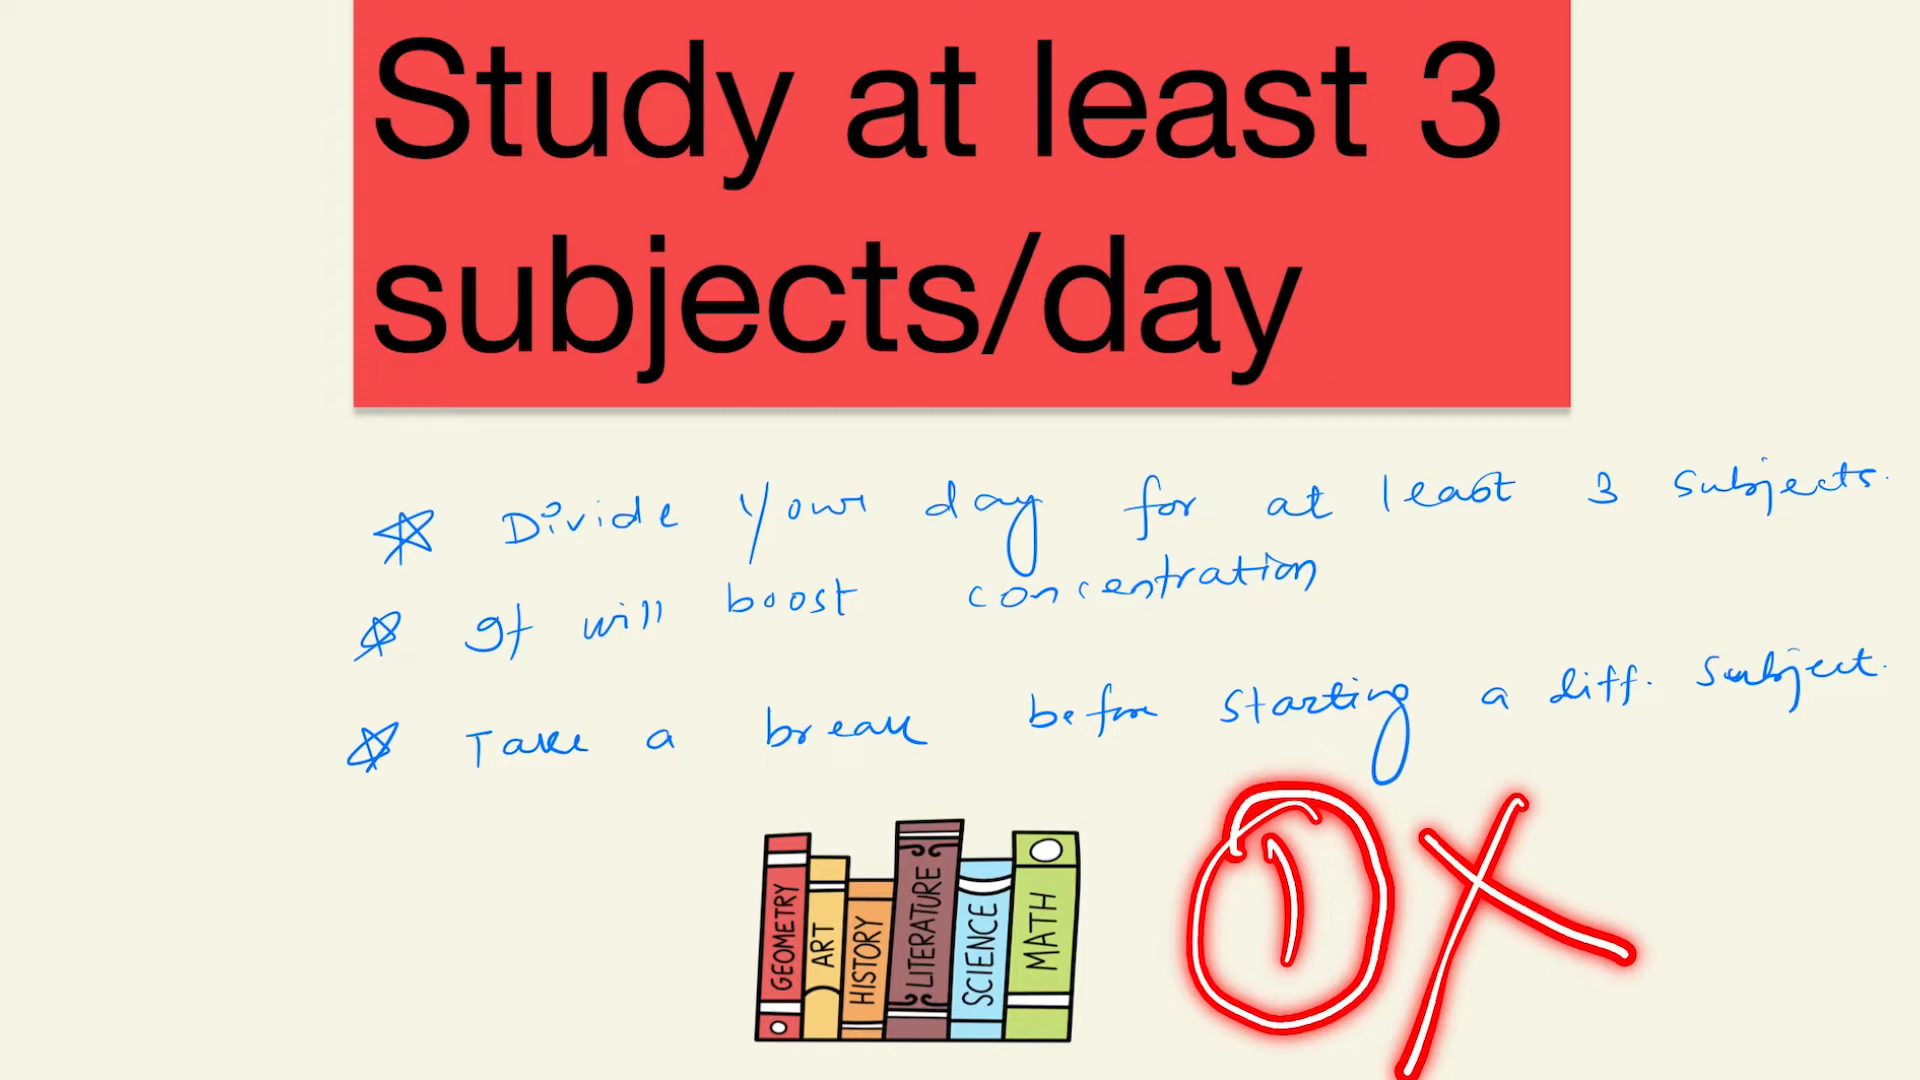 Study at least 3
subjects/day
Divide your day for at least 3 subjects.
It will boost concentration
Take a break before starting a diff. subject.
GEOMETRY
ART
HISTORY
LITERATURE
SCIENCE
MATH
1 X